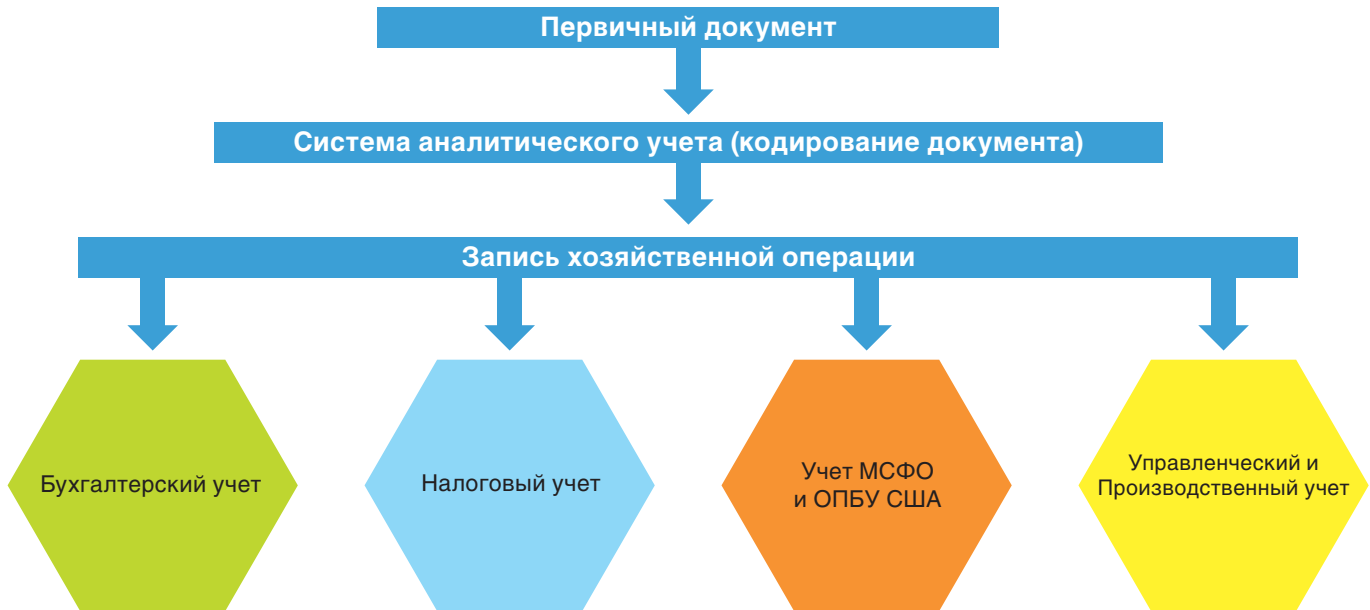 Первичный документ
Система аналитического учета (кодирование документа)
Запись хозяйственной операции
Бухгалтерский учет
Налоговый учет
Учет МСФО
и ОПБУ США
Управленческий и
Производственный учет